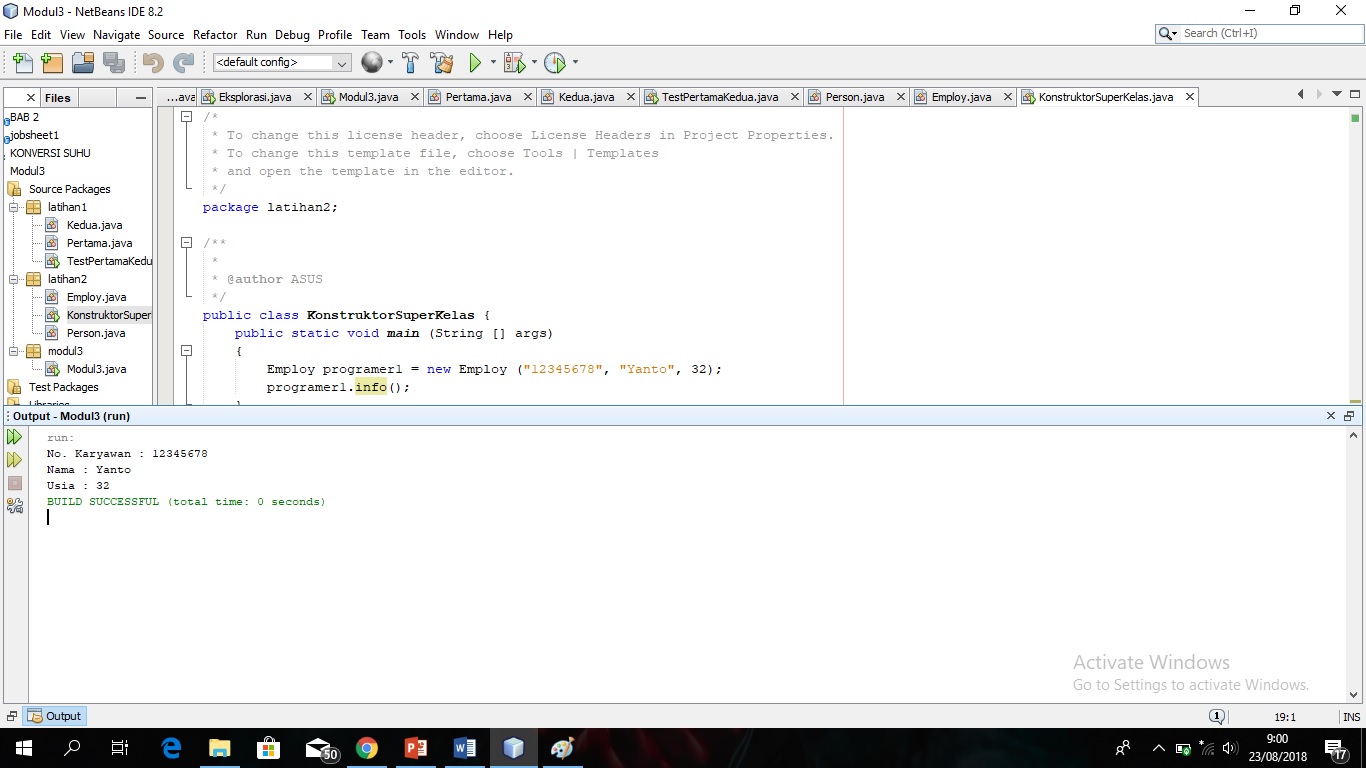 Modul3 - NetBeans IDE 8.2
File Edit View Navigate Source Refactor Run Debug Profile Team Tools Window Help
Search (Ctrl+I)
<default config>
Files
...ava Eksplorasi.java Modul3.java Pertama.java Kedua.java TestPertamaKedua.java Person.java Employ.java KonstruktorSuperKelas.java
BAB 2
jobsheet1
KONVERSI SUHU
Modul3
Source Packages
latihan1
Kedua.java
Pertama.java
TestPertamaKedu
latihan2
Employ.java
KonstruktorSuper
Person.java
modul3
Modul3.java
Test Packages
Libraries
/*
* To change this license header, choose License Headers in Project Properties.
* To change this template file, choose Tools | Templates
* and open the template in the editor.
*/
package latihan2;
/**
*
* @author ASUS
*/
public class KonstruktorSuperKelas {
public static void main (String [] args)
{
Employ programer1 = new Employ ("12345678", "Yanto", 32);
programer1.info();
}
Output - Modul3 (run)
run:
No. Karyawan : 12345678
Nama : Yanto
Usia : 32
BUILD SUCCESSFUL (total time: 0 seconds)
Activate Windows
Go to Settings to activate Windows.
Output
1
19:1
INS
50
9:00
23/08/2018
17